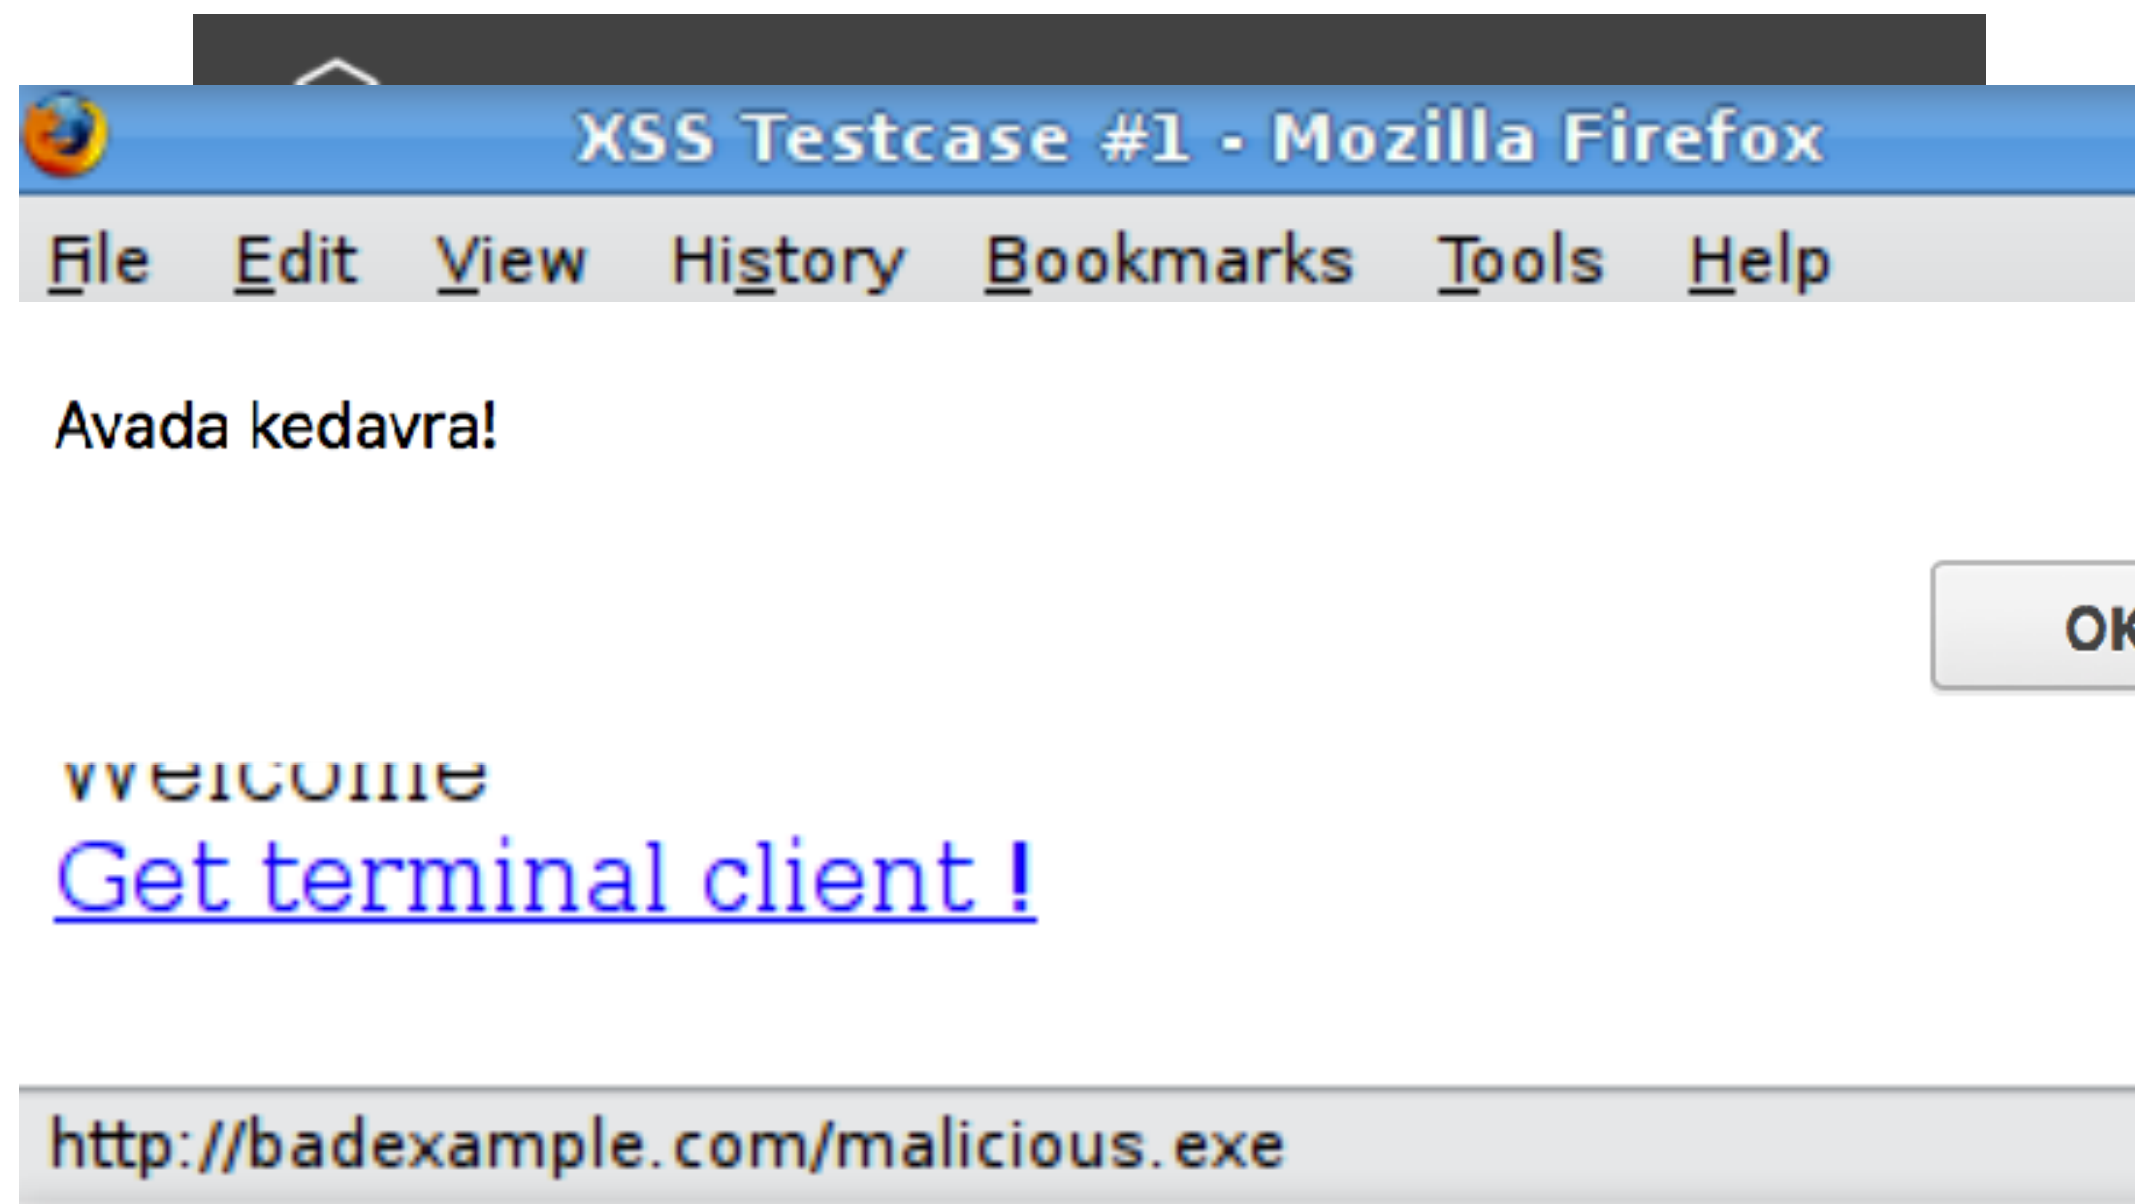 XSS Testcase #1 - Mozilla Firefox
File Edit View History Bookmarks Tools Help
Avada kedavra!
OK
Welcome
Get terminal client !
http://badexample.com/malicious.exe